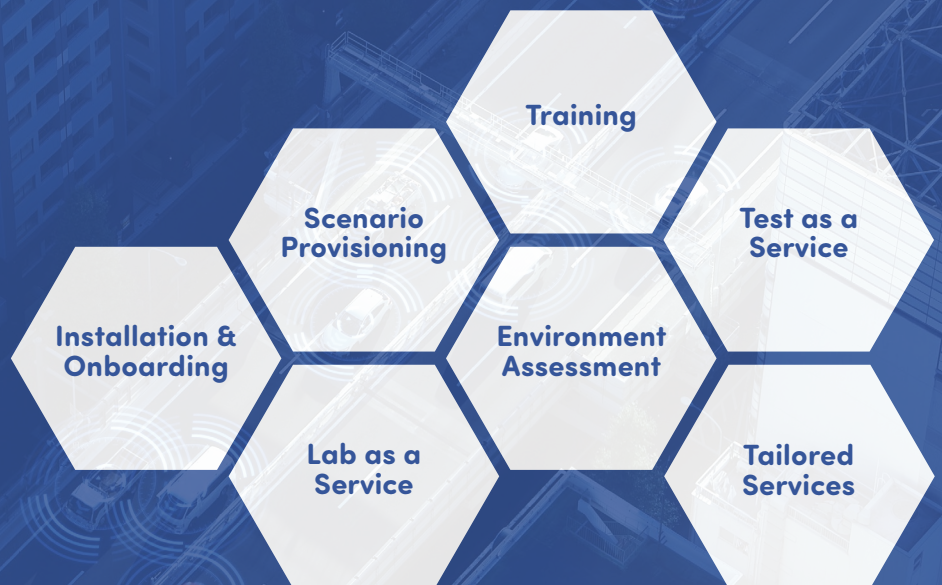 Training
Scenario
Provisioning
Test as a
Service
Installation &
Onboarding
Environment
Assessment
Lab as a
Service
Tailored
Services